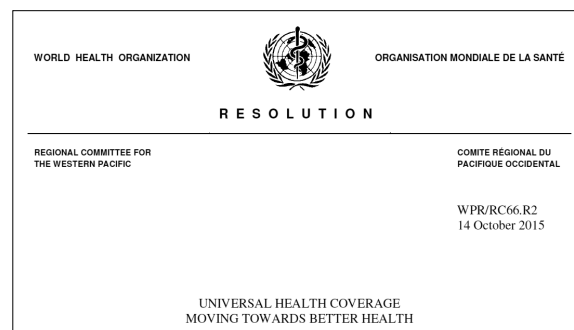 WORLD HEALTH ORGANIZATION
ORGANISATION MONDIALE DE LA SANTÉ
RESOLUTION
REGIONAL COMMITTEE FOR
THE WESTERN PACIFIC
COMITE RÉGIONAL DU
PACIFIQUE OCCIDENTAL
WPR/RC66.R2
14 October 2015
UNIVERSAL HEALTH COVERAGE
MOVING TOWARDS BETTER HEALTH